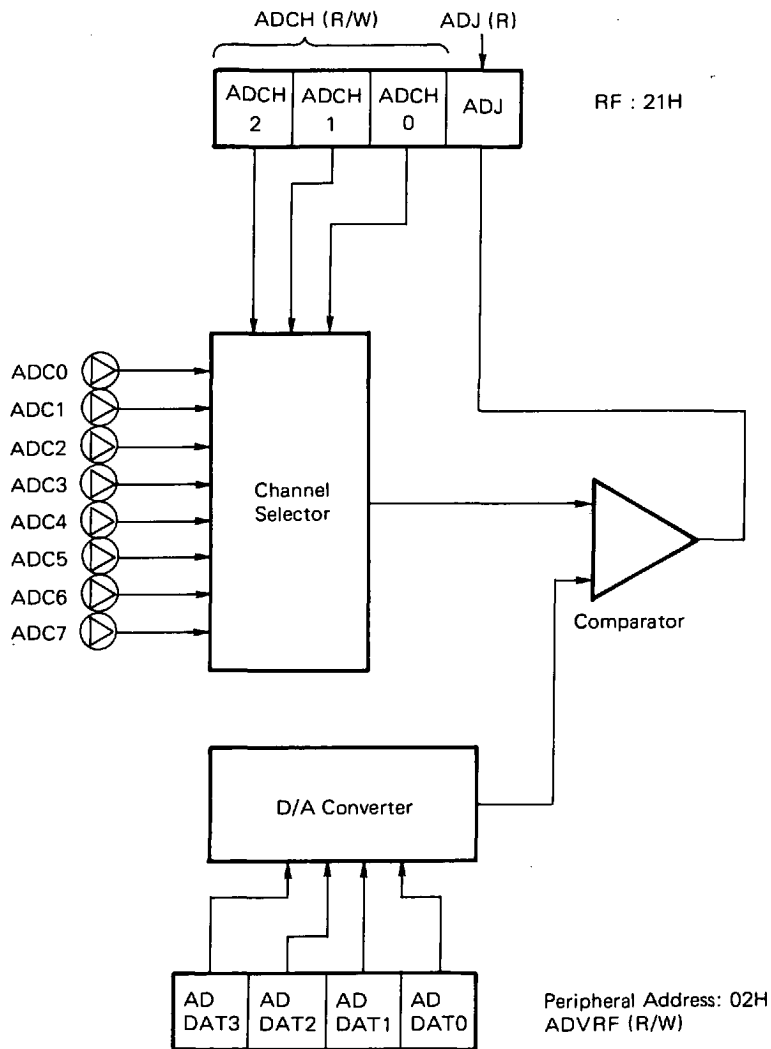 ADCH (R/W)
ADJ (R)
ADCH
2
ADCH
1
ADCH
0
ADJ
RF : 21H
ADC0
ADC1
ADC2
ADC3
ADC4
ADC5
ADC6
ADC7
Channel
Selector
Comparator
D/A Converter
AD
DAT3
AD
DAT2
AD
DAT1
AD
DAT0
Peripheral Address: 02H
ADVRF (R/W)